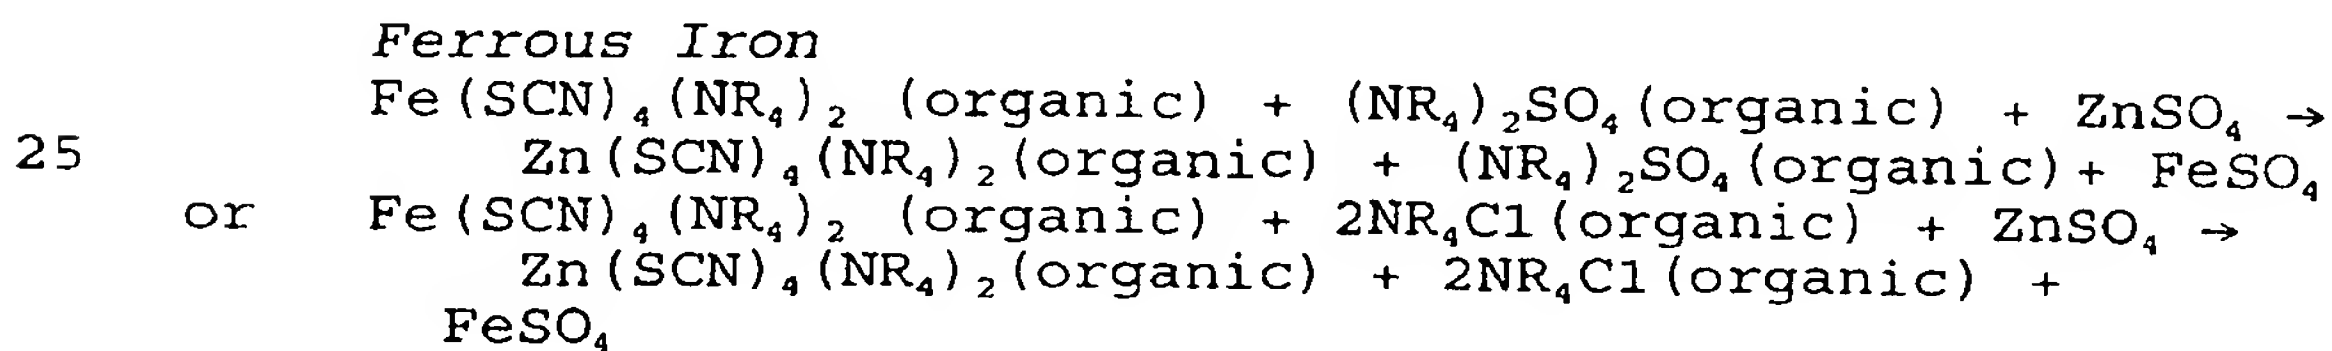 Ferrous Iron
Fe(SCN)₄(NR₄)₂ (organic) + (NR₄)₂SO₄(organic) + ZnSO₄ →
25 Zn(SCN)₄(NR₄)₂(organic) + (NR₄)₂SO₄(organic)+ FeSO₄
or Fe(SCN)₄(NR₄)₂ (organic) + 2NR₄Cl(organic) + ZnSO₄ →
Zn(SCN)₄(NR₄)₂(organic) + 2NR₄Cl(organic) +
FeSO₄